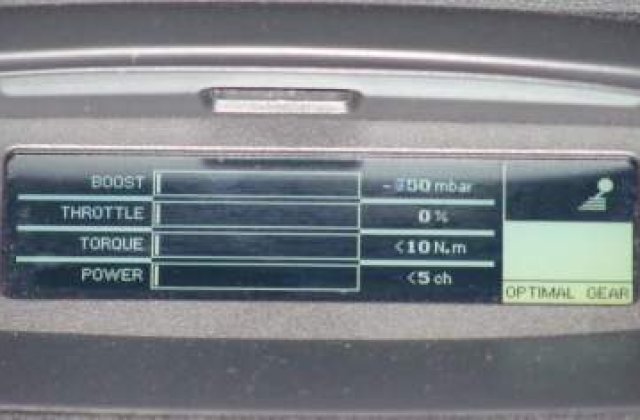 BOOST mbar
THROTTLE 0 %
TORQUE <10 N.m
POWER <5 ch
OPTIMAL GEAR